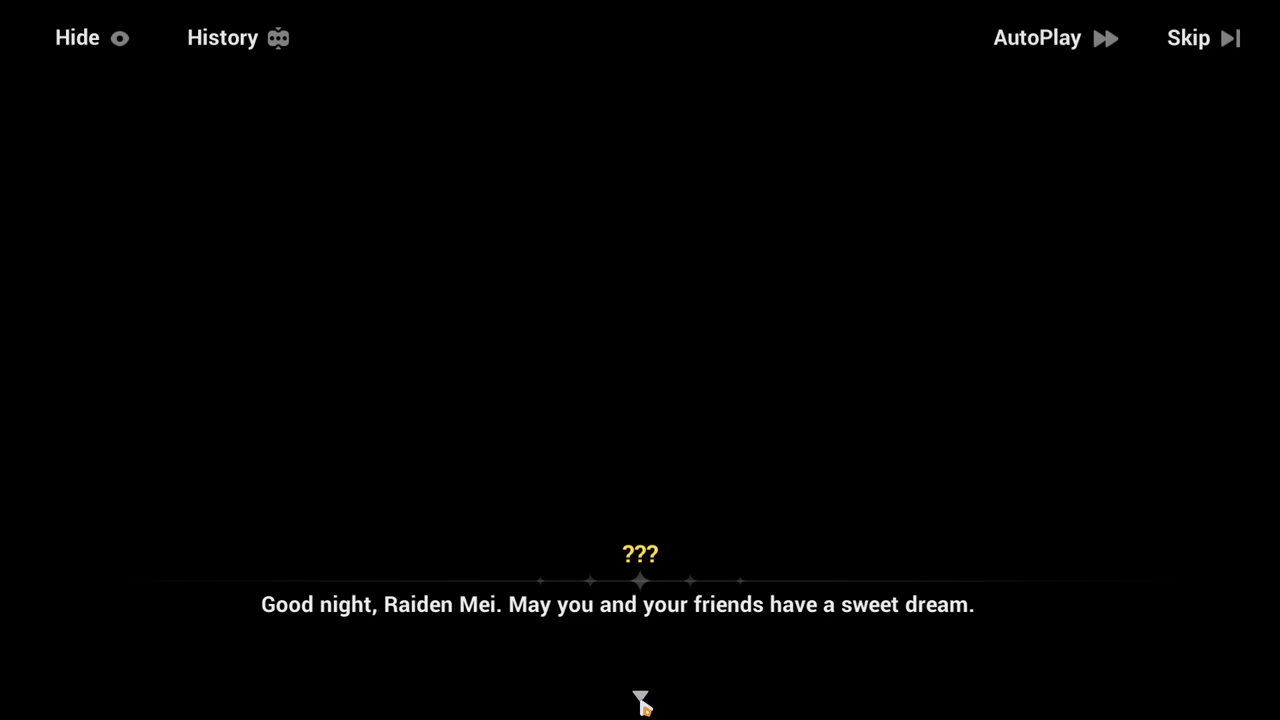 Hide
History
AutoPlay
Skip
???
Good night, Raiden Mei. May you and your friends have a sweet dream.